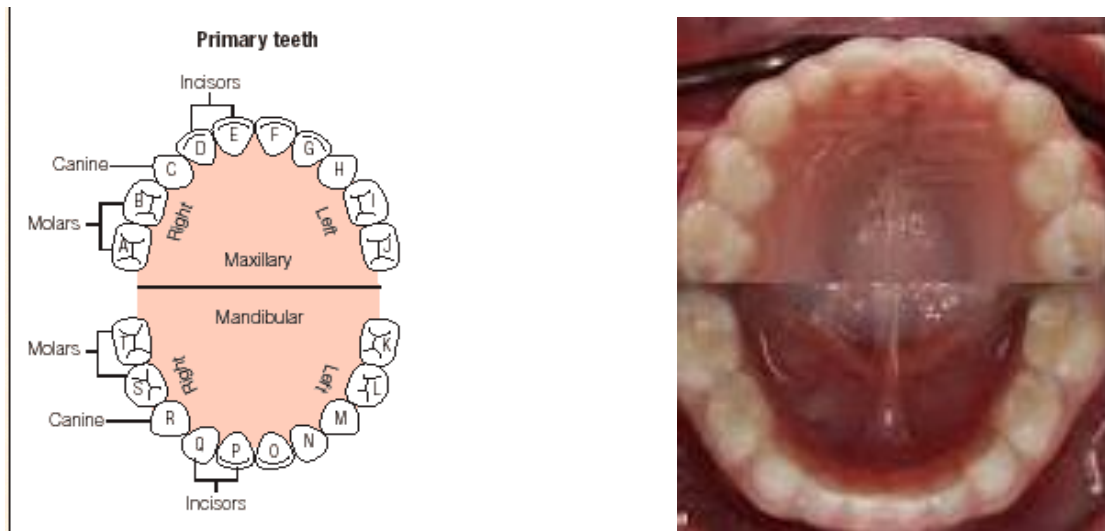 Primary teeth
Incisors
E
F
D
G
Canine
C
H
B
I
Molars
Right
Left
A
J
Maxillary
Mandibular
T
K
Molars
S
Right
Left
L
Canine
R
M
Q
N
P
O
Incisors